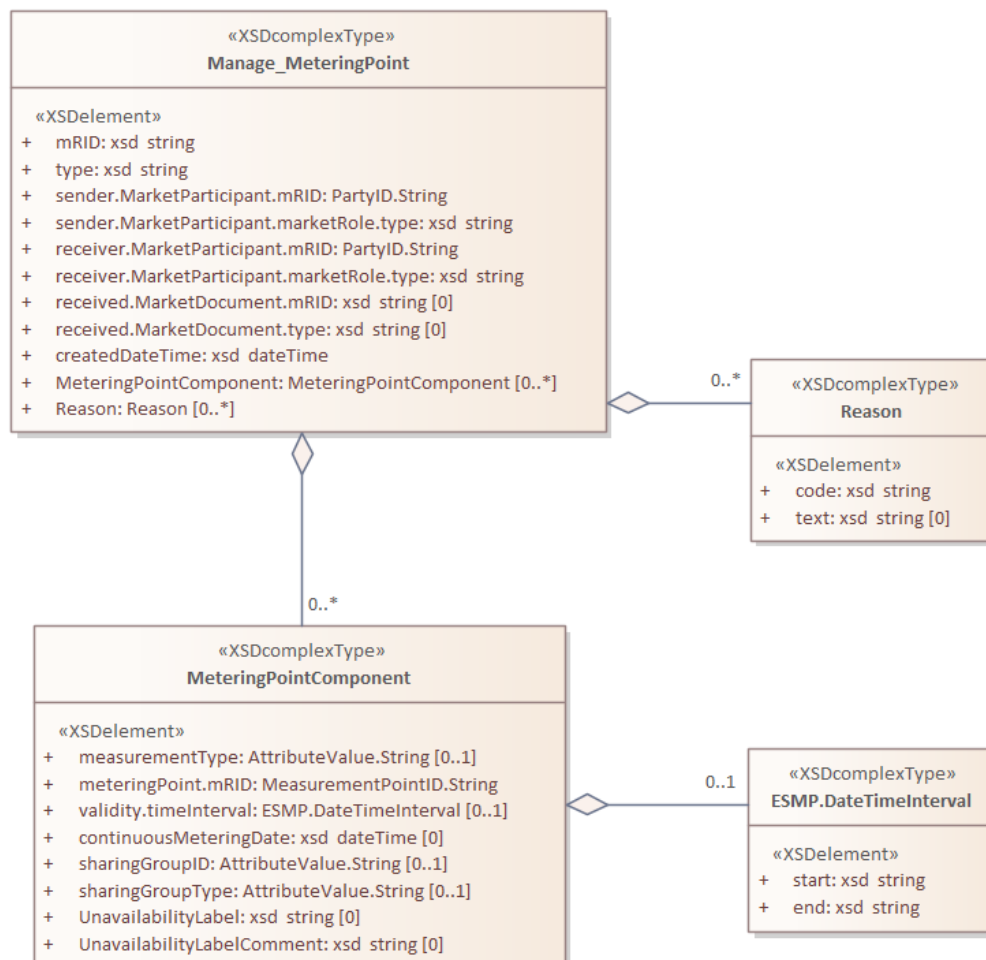 «XSDcomplexType»
Manage_MeteringPoint
«XSDelement»
+ mRID: xsd string
+ type: xsd string
+ sender.MarketParticipant.mRID: PartyID.String
+ sender.MarketParticipant.marketRole.type: xsd string
+ receiver.MarketParticipant.mRID: PartyID.String
+ receiver.MarketParticipant.marketRole.type: xsd string
+ received.MarketDocument.mRID: xsd string [0]
+ received.MarketDocument.type: xsd string [0]
+ createdDateTime: xsd dateTime
+ MeteringPointComponent: MeteringPointComponent [0..*]
+ Reason: Reason [0..*]
0..*
«XSDcomplexType»
Reason
«XSDelement»
+ code: xsd string
+ text: xsd string [0]
0..*
«XSDcomplexType»
MeteringPointComponent
«XSDelement»
+ measurementType: AttributeValue.String [0..1]
+ meteringPoint.mRID: MeasurementPointID.String
+ validity.timeInterval: ESMP.DateTimeInterval [0..1]
+ continuousMeteringDate: xsd dateTime [0]
+ sharingGroupID: AttributeValue.String [0..1]
+ sharingGroupType: AttributeValue.String [0..1]
+ UnavailabilityLabel: xsd string [0]
+ UnavailabilityLabelComment: xsd string [0]
0..1
«XSDcomplexType»
ESMP.DateTimeInterval
«XSDelement»
+ start: xsd string
+ end: xsd string